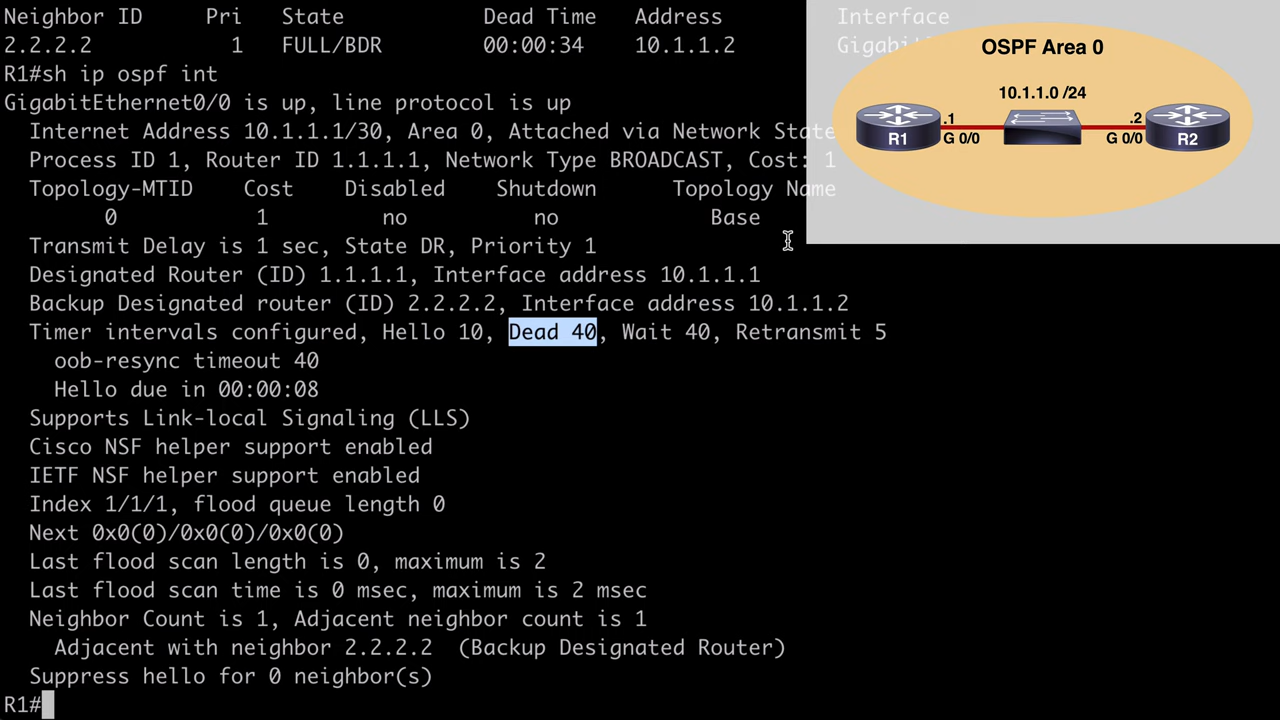 Neighbor ID Pri State Dead Time Address Interface
2.2.2.2 1 FULL/BDR 00:00:34 10.1.1.2
R1#sh ip ospf int
GigabitEthernet0/0 is up, line protocol is up
Internet Address 10.1.1.1/30, Area 0, Attached via Network State
Process ID 1, Router ID 1.1.1.1, Network Type BROADCAST, Cost: 1
Topology-MTID Cost Disabled Shutdown Topology Name
0 1 no no Base
Transmit Delay is 1 sec, State DR, Priority 1
Designated Router (ID) 1.1.1.1, Interface address 10.1.1.1
Backup Designated router (ID) 2.2.2.2, Interface address 10.1.1.2
Timer intervals configured, Hello 10, Dead 40, Wait 40, Retransmit 5
oob-resync timeout 40
Hello due in 00:00:08
Supports Link-local Signaling (LLS)
Cisco NSF helper support enabled
IETF NSF helper support enabled
Index 1/1/1, flood queue length 0
Next 0x0(0)/0x0(0)/0x0(0)
Last flood scan length is 0, maximum is 2
Last flood scan time is 0 msec, maximum is 2 msec
Neighbor Count is 1, Adjacent neighbor count is 1
Adjacent with neighbor 2.2.2.2 (Backup Designated Router)
Suppress hello for 0 neighbor(s)
R1#
OSPF Area 0
10.1.1.0 /24
.1 .2
R1 G 0/0 G 0/0 R2